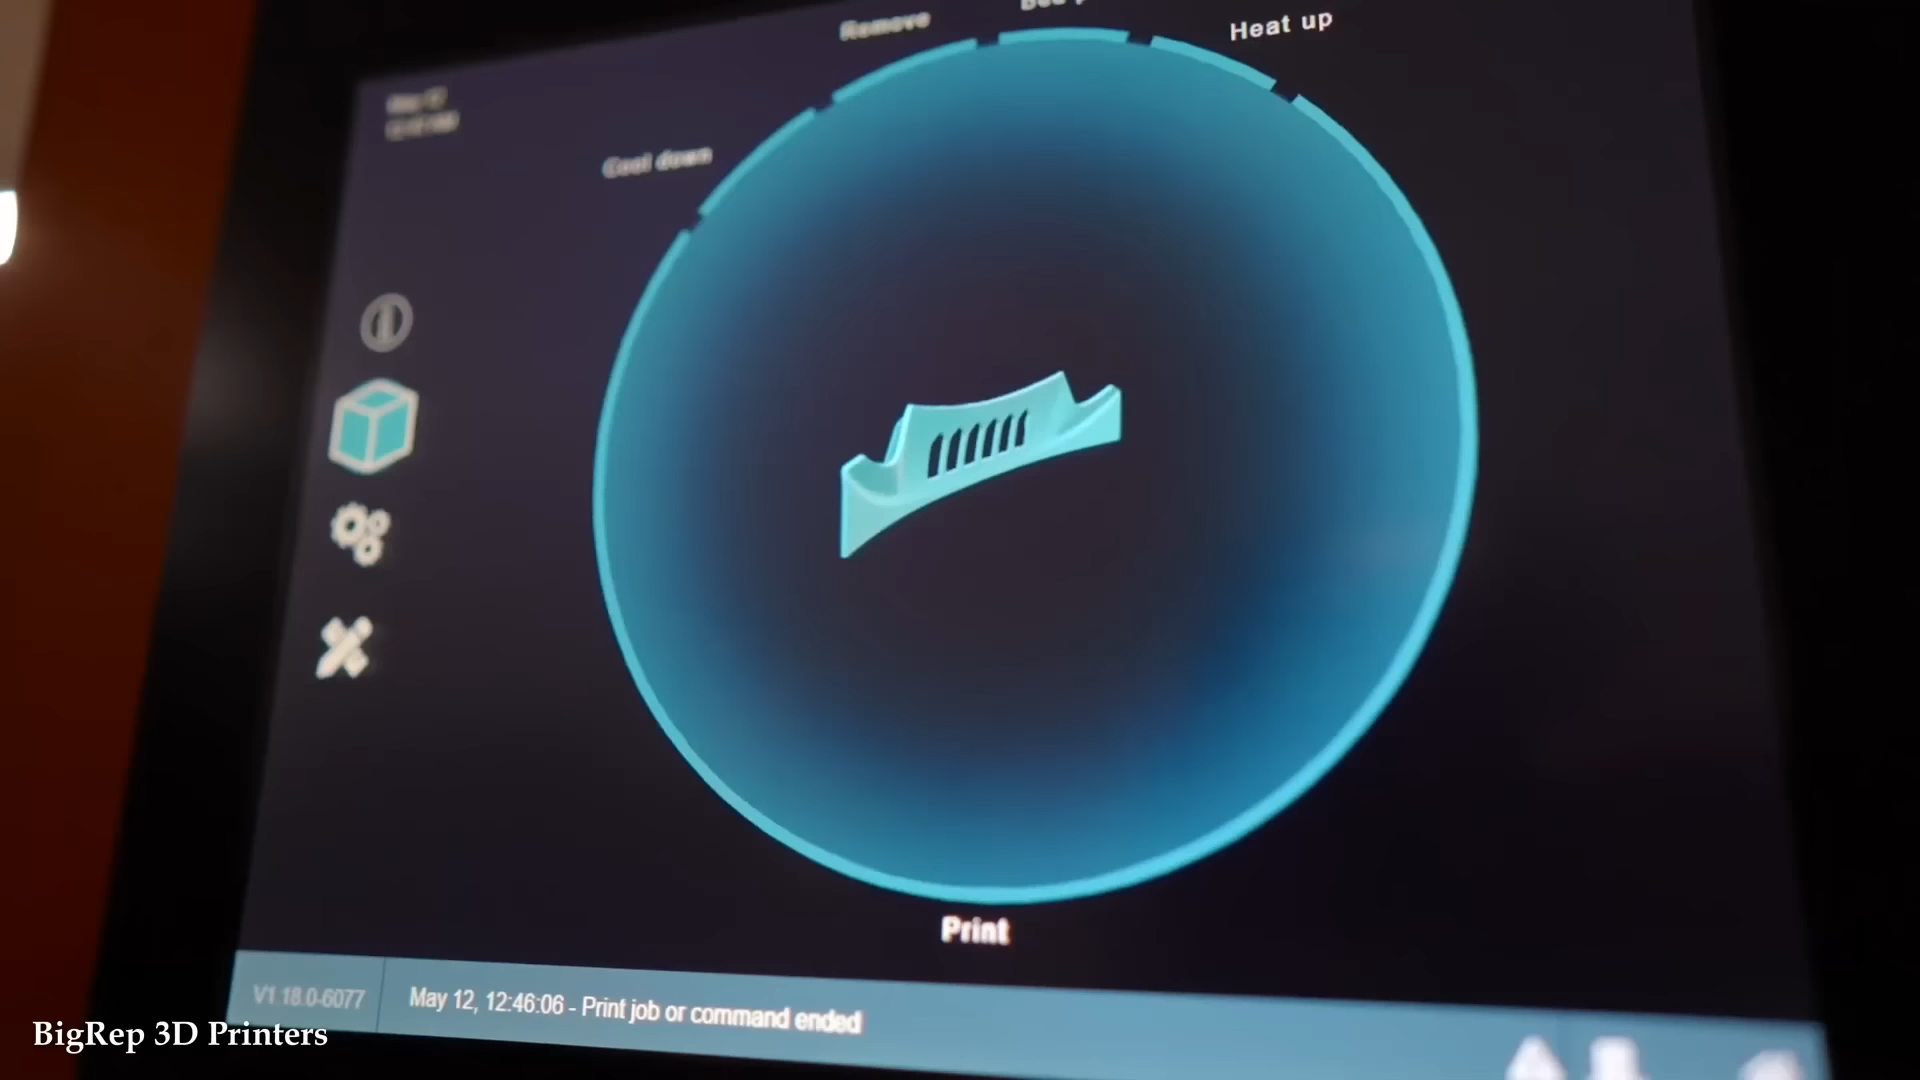 Remove
Heat up
Cool down
Print
V1.18.0-6077
May 12, 12:46:06 - Print job or command ended
BigRep 3D Printers